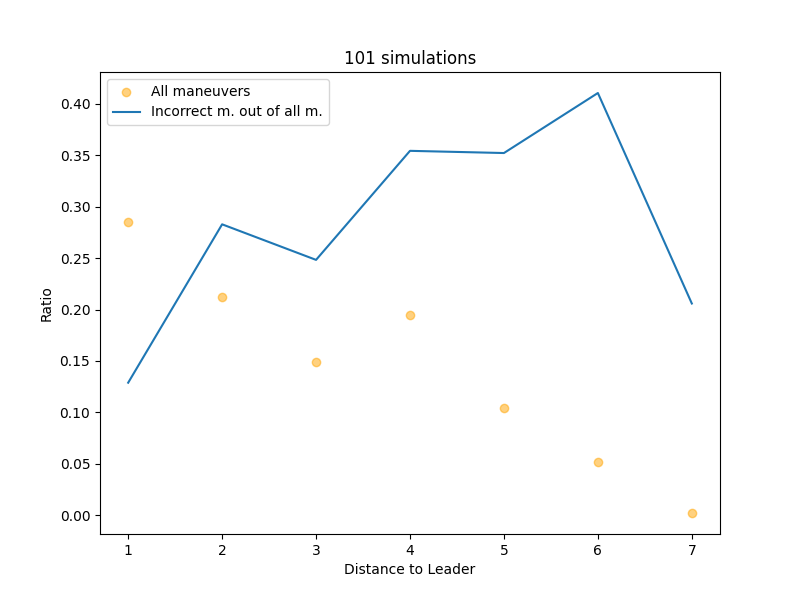 101 simulations
All maneuvers
Incorrect m. out of all m.
Ratio
0.40
0.35
0.30
0.25
0.20
0.15
0.10
0.05
0.00
1 2 3 4 5 6 7
Distance to Leader